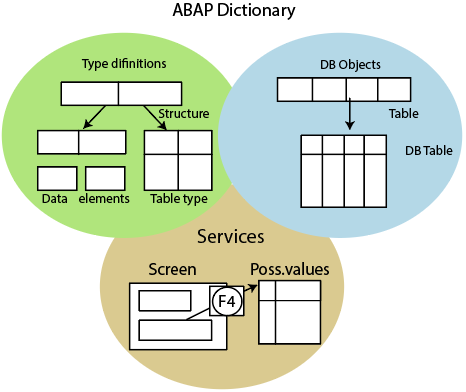 ABAP Dictionary
Type difinitions
DB Objects
Structure
Table
DB Table
Data elements
Table type
Services
Screen
Poss.values
F4